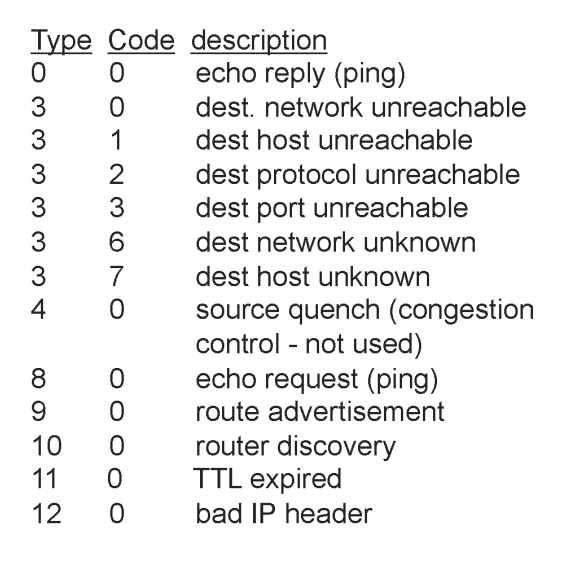 Type Code description
0 0 echo reply (ping)
3 0 dest. network unreachable
3 1 dest host unreachable
3 2 dest protocol unreachable
3 3 dest port unreachable
3 6 dest network unknown
3 7 dest host unknown
4 0 source quench (congestion
control - not used)
8 0 echo request (ping)
9 0 route advertisement
10 0 router discovery
11 0 TTL expired
12 0 bad IP header